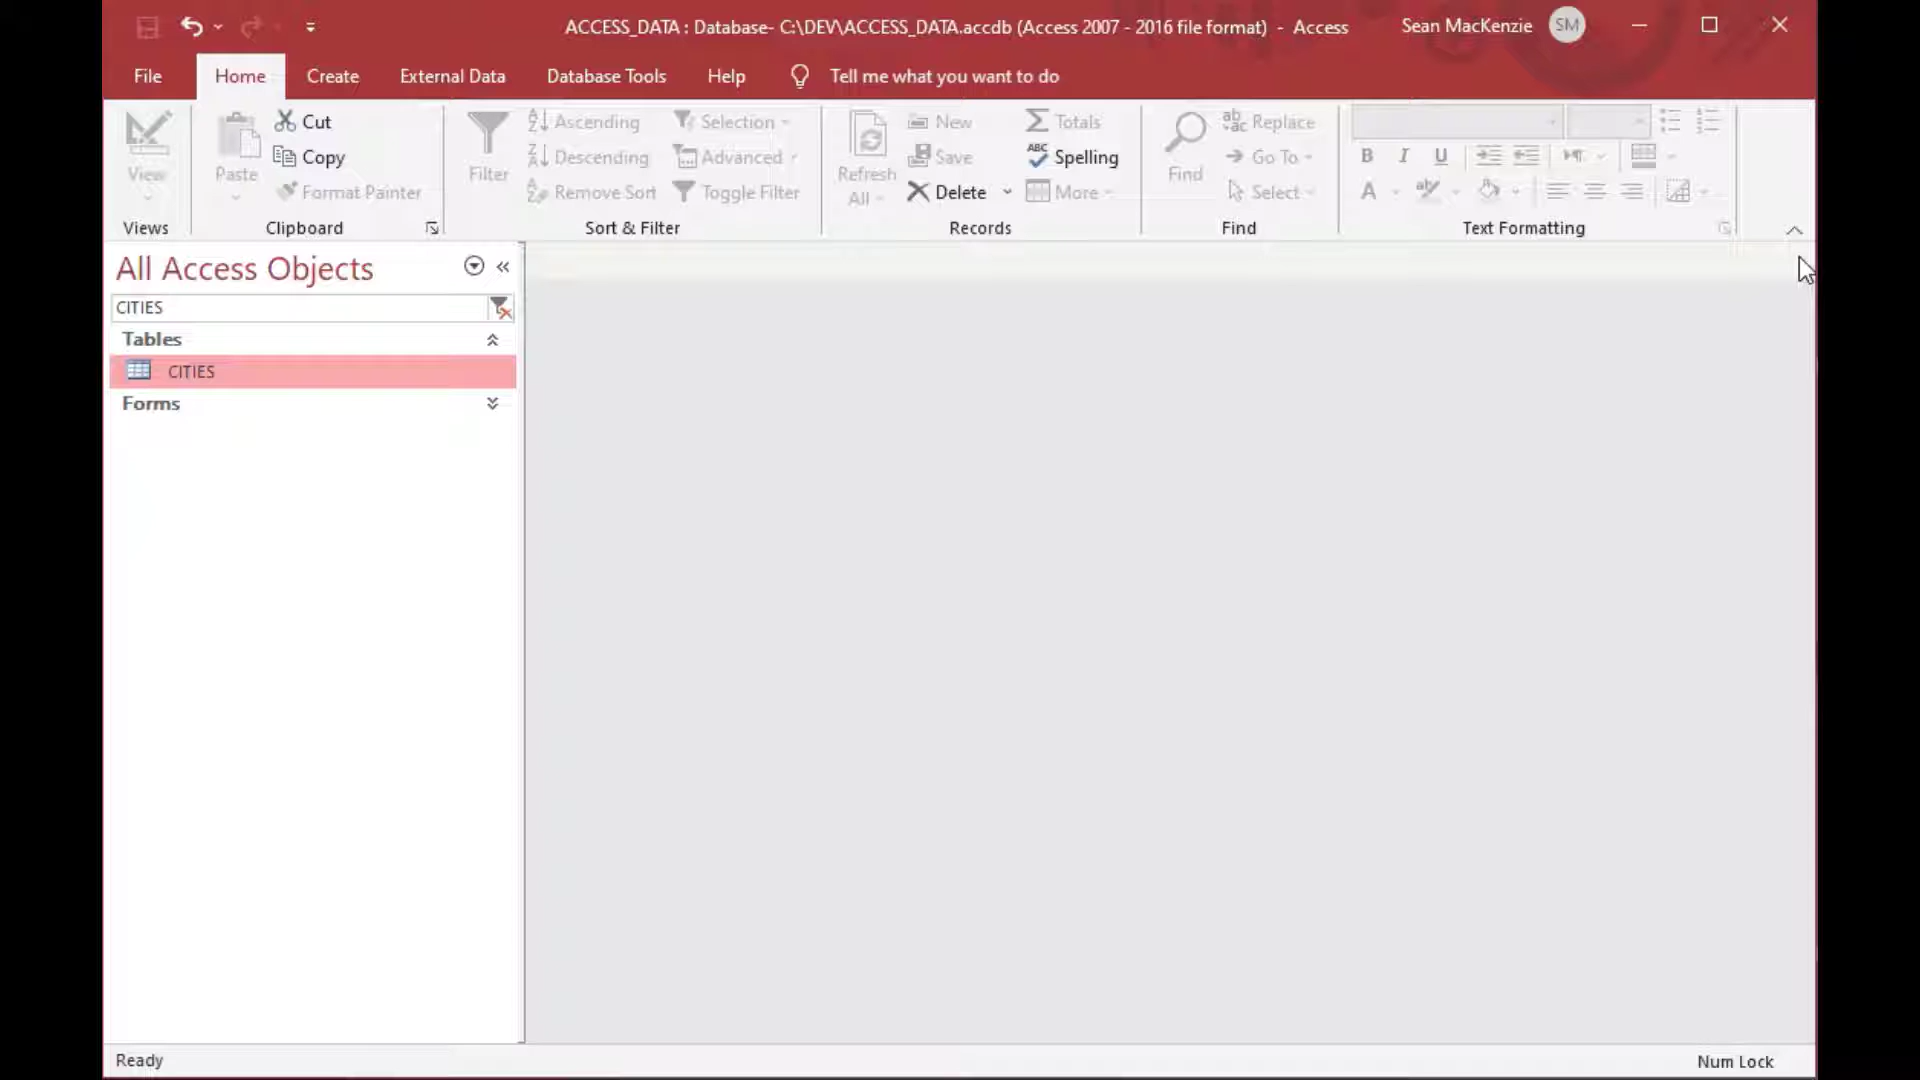 ACCESS_DATA : Database- C:\DEV\ACCESS_DATA.accdb (Access 2007 - 2016 file format) - Access
Sean MacKenzie SM
File Home Create External Data Database Tools Help Tell me what you want to do
View
Views
Paste
Cut
Copy
Format Painter
Clipboard
Filter
Ascending
Descending
Remove Sort
Selection
Advanced
Toggle Filter
Sort & Filter
Refresh
All
New
Save
Delete
Totals
Spelling
More
Records
Find
Replace
Go To
Select
Find
B I U
A
Text Formatting
All Access Objects
CITIES
Tables
CITIES
Forms
Ready
Num Lock